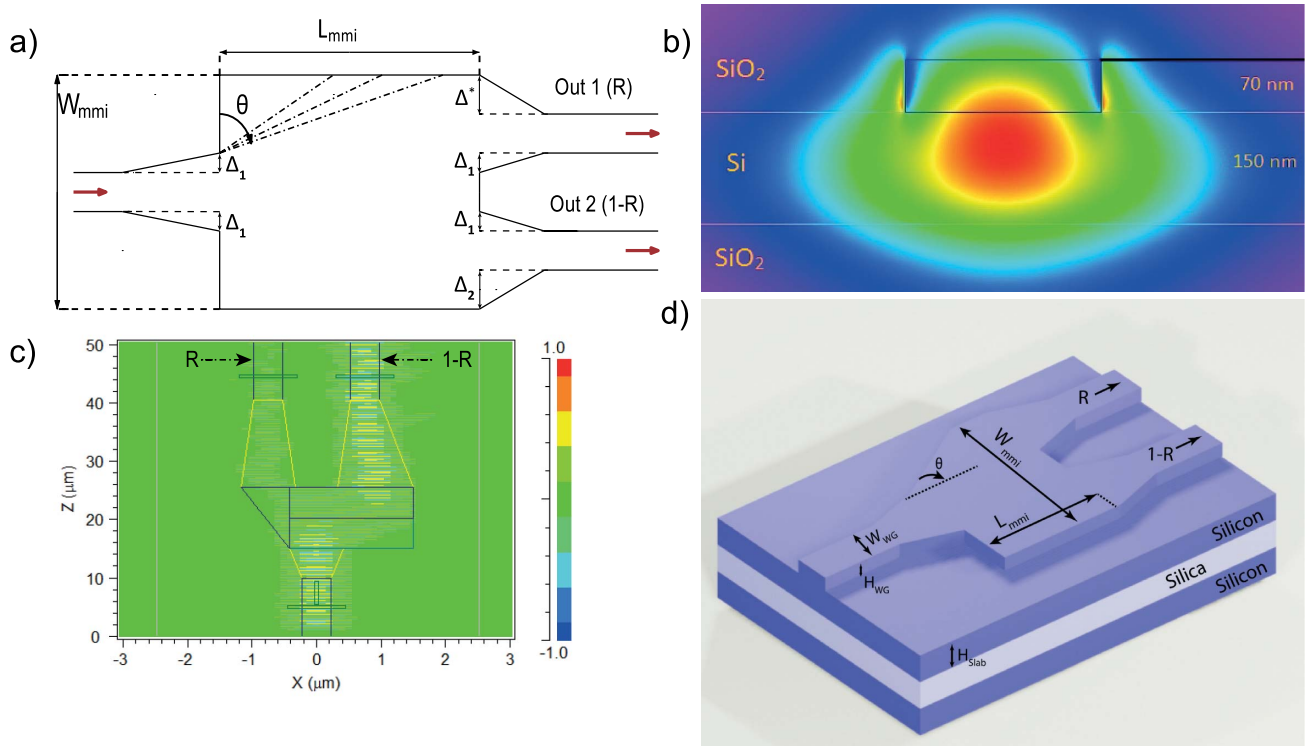 a)
L_mmi
W_mmi
θ
Δ*
Out 1 (R)
Δ₁
Δ₁
Out 2 (1-R)
Δ₁
Δ₁
Δ₂
b)
SiO₂
70 nm
Si
150 nm
SiO₂
c)
R
1-R
50
40
30
20
10
0
Z (μm)
-3
-2
-1
0
1
2
3
X (μm)
1.0
-1.0
d)
R
1-R
W_mmi
θ
L_mmi
W_WG
H_WG
H_Slab
Silicon
Silica
Silicon